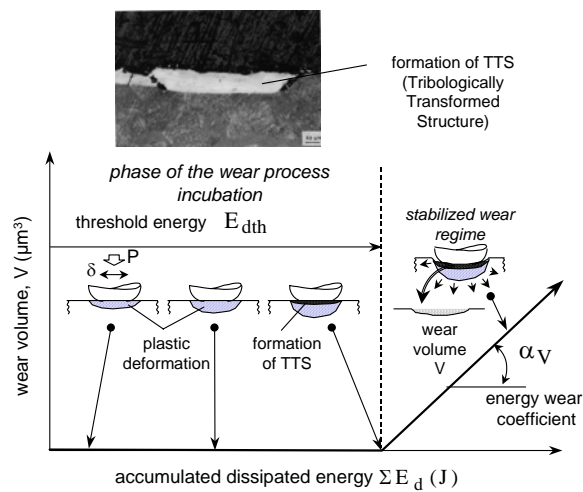 formation of TTS
(Tribologically
Transformed
Structure)
phase of the wear process
incubation
threshold energy E_dth
stabilized wear
regime
P
δ
plastic
deformation
formation
of TTS
wear
volume
V
α_V
energy wear
coefficient
wear volume, V (μm³)
accumulated dissipated energy ΣE_d (J)